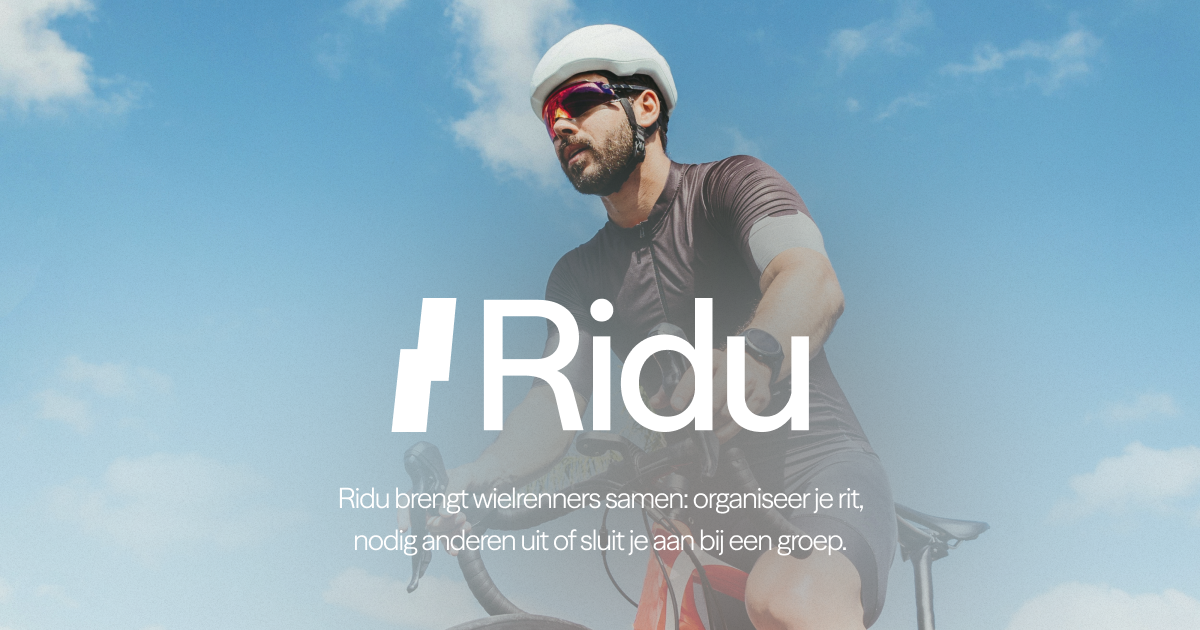 Ridu
Ridu brengt wielrenners samen: organiseer je rit,
nodig anderen uit of sluit je aan bij een groep.